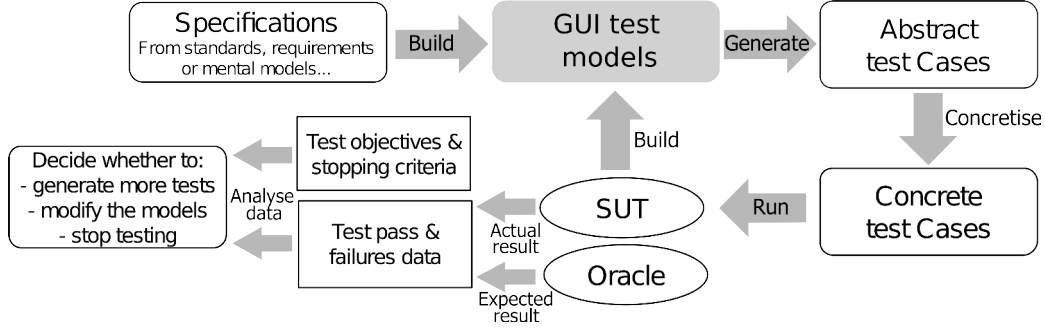 Specifications
From standards, requirements
or mental models...
Build
GUI test
models
Generate
Abstract
test Cases
Concretise
Concrete
test Cases
Run
Build
SUT
Oracle
Actual
result
Expected
result
Test objectives &
stopping criteria
Test pass &
failures data
Analyse
data
Decide whether to:
- generate more tests
- modify the models
- stop testing